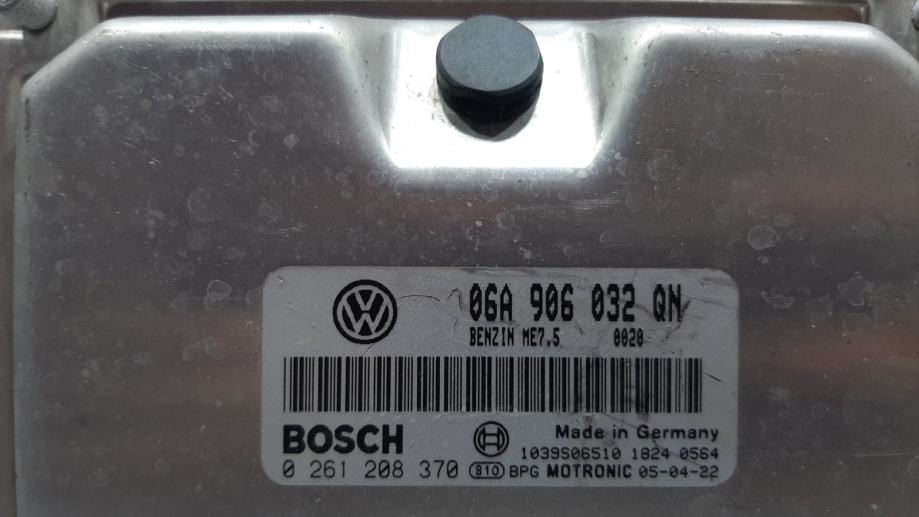 06A 906 032 QN
BENZIN ME7.5 0020
BOSCH
Made in Germany
1039S06510 1824 0564
0 261 208 370 S10 BPG MOTRONIC 05-04-22